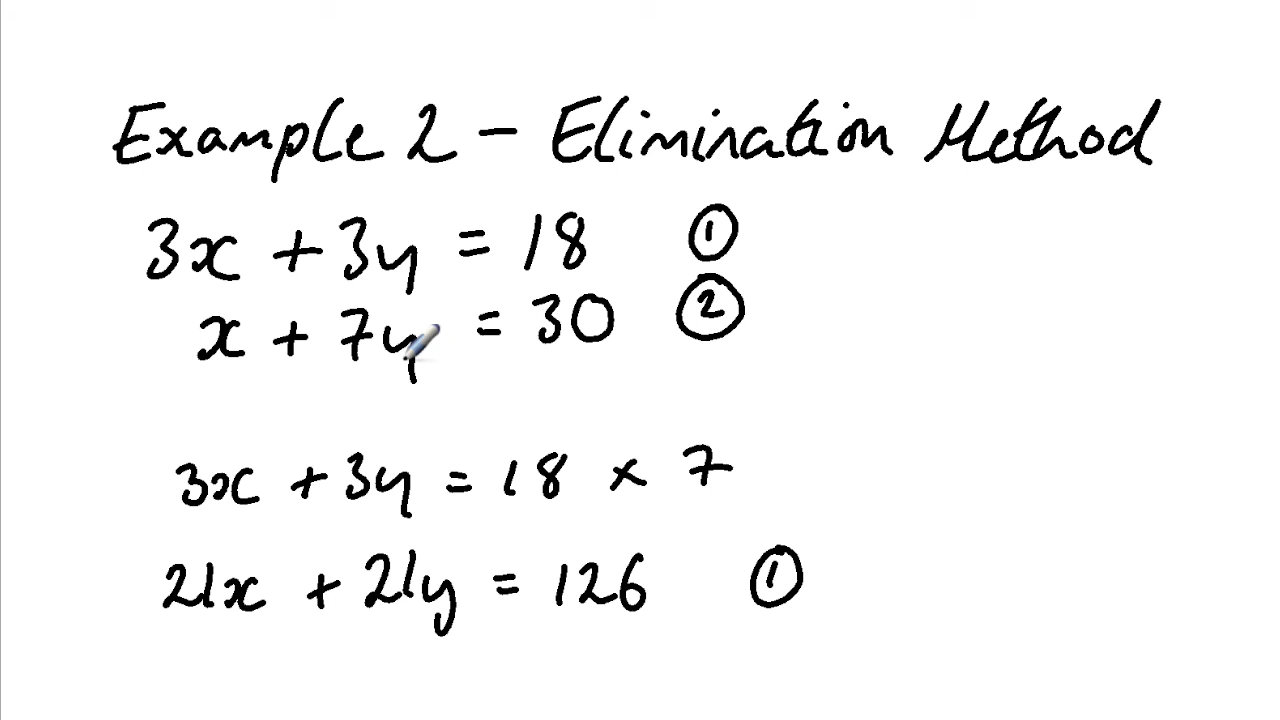 Example 2 - Elimination Method
3x + 3y = 18 ①
x + 7y = 30 ②
3x + 3y = 18 x 7
21x + 21y = 126 ①